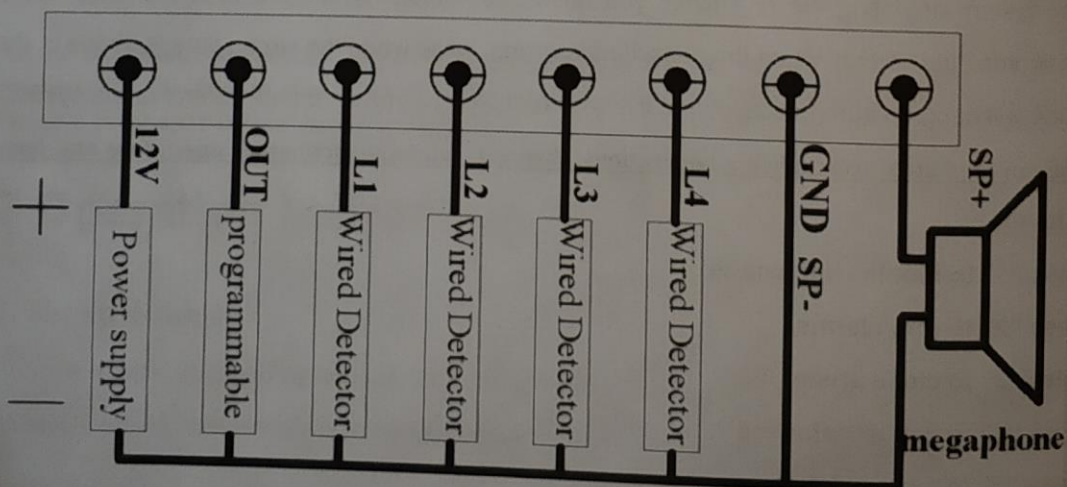 12V
Power supply
OUT
programmable
L1
Wired Detector
L2
Wired Detector
L3
Wired Detector
L4
Wired Detector
GND SP-
SP+
megaphone
+
—